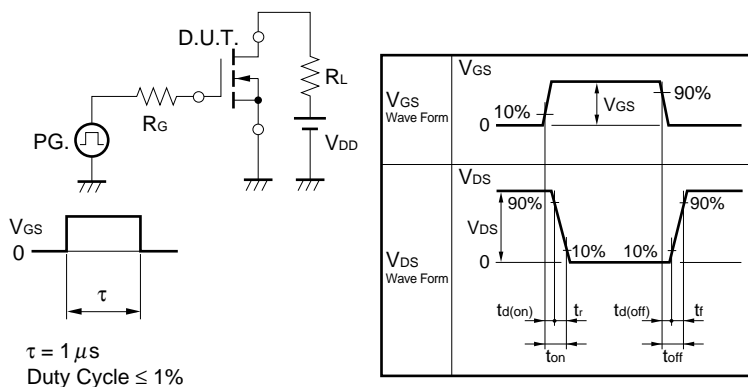 D.U.T.
RL
RG
PG.
VDD
VGS
0
τ
τ = 1 μs
Duty Cycle ≤ 1%
VGS
Wave Form
VGS
10%
VGS
90%
0
VDS
Wave Form
VDS
90%
VDS
90%
10%
10%
0
td(on)
tr
td(off)
tf
ton
toff